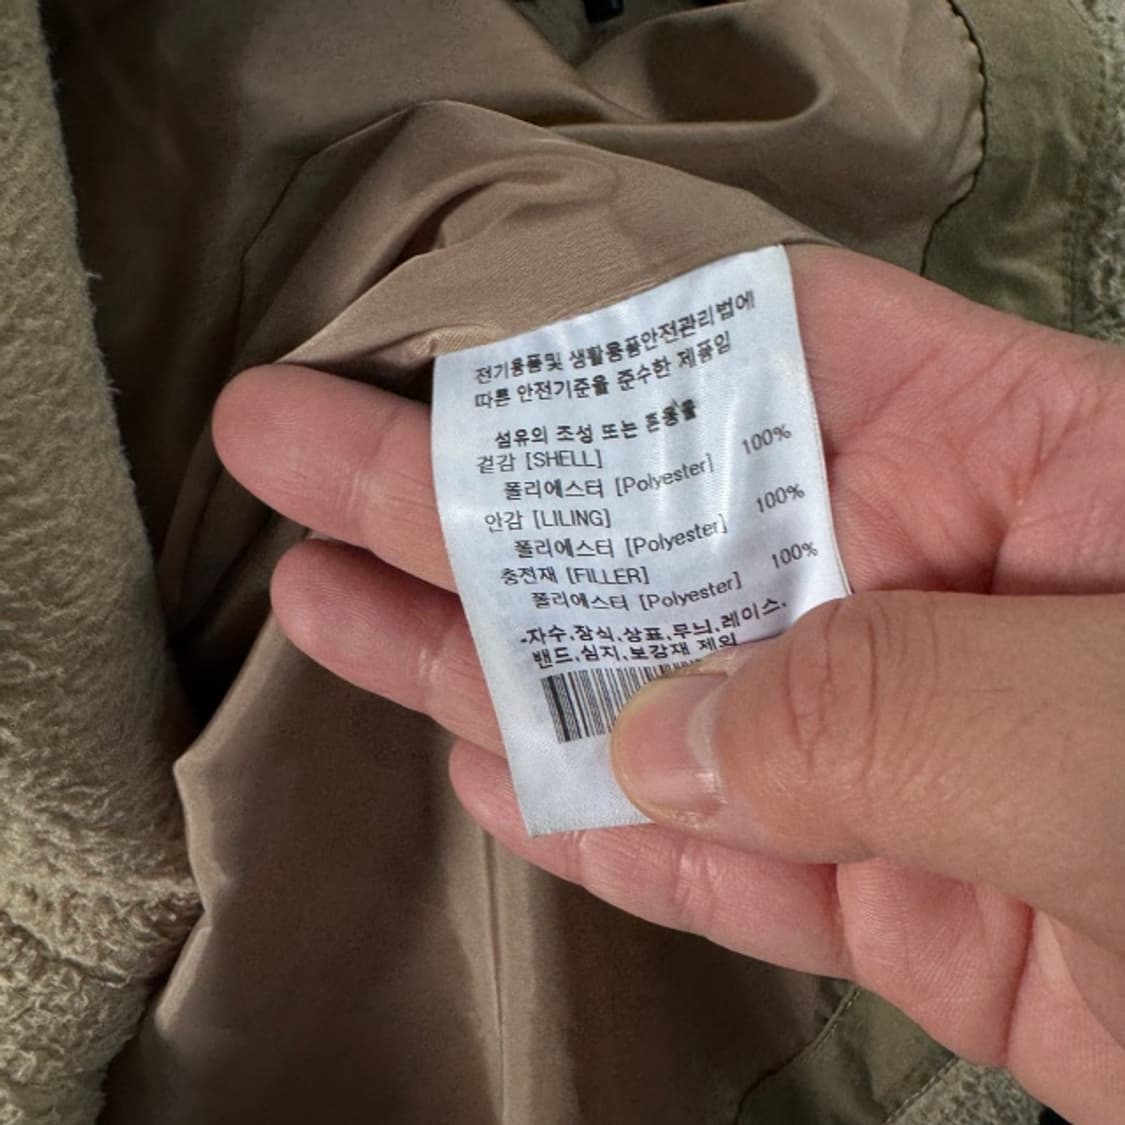 전기용품및 생활용품안전관리법에
따른 안전기준을 준수한 제품임
섬유의 조성 또는 혼용율
겉감 [SHELL]
폴리에스터 [Polyester] 100%
안감 [LILING]
폴리에스터 [Polyester] 100%
충전재 [FILLER]
폴리에스터 [Polyester] 100%
*자수,장식,상표,무늬,레이스,
밴드,심지,보강재 제외